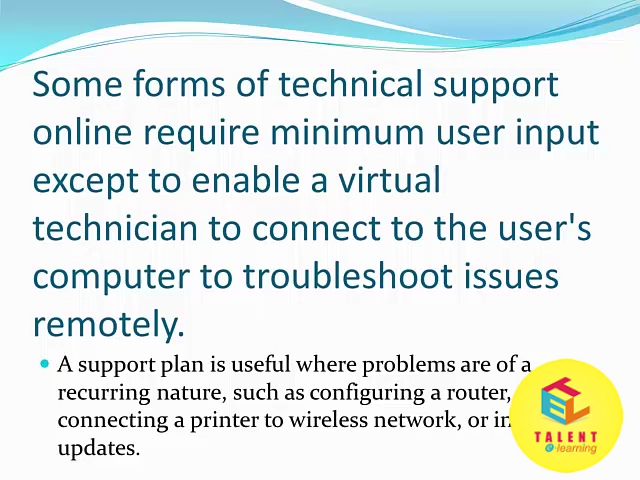 Some forms of technical support
online require minimum user input
except to enable a virtual
technician to connect to the user's
computer to troubleshoot issues
remotely.
A support plan is useful where problems are of a
recurring nature, such as configuring a router,
connecting a printer to wireless network, or
updates.
TEL
TALENT
e-learning